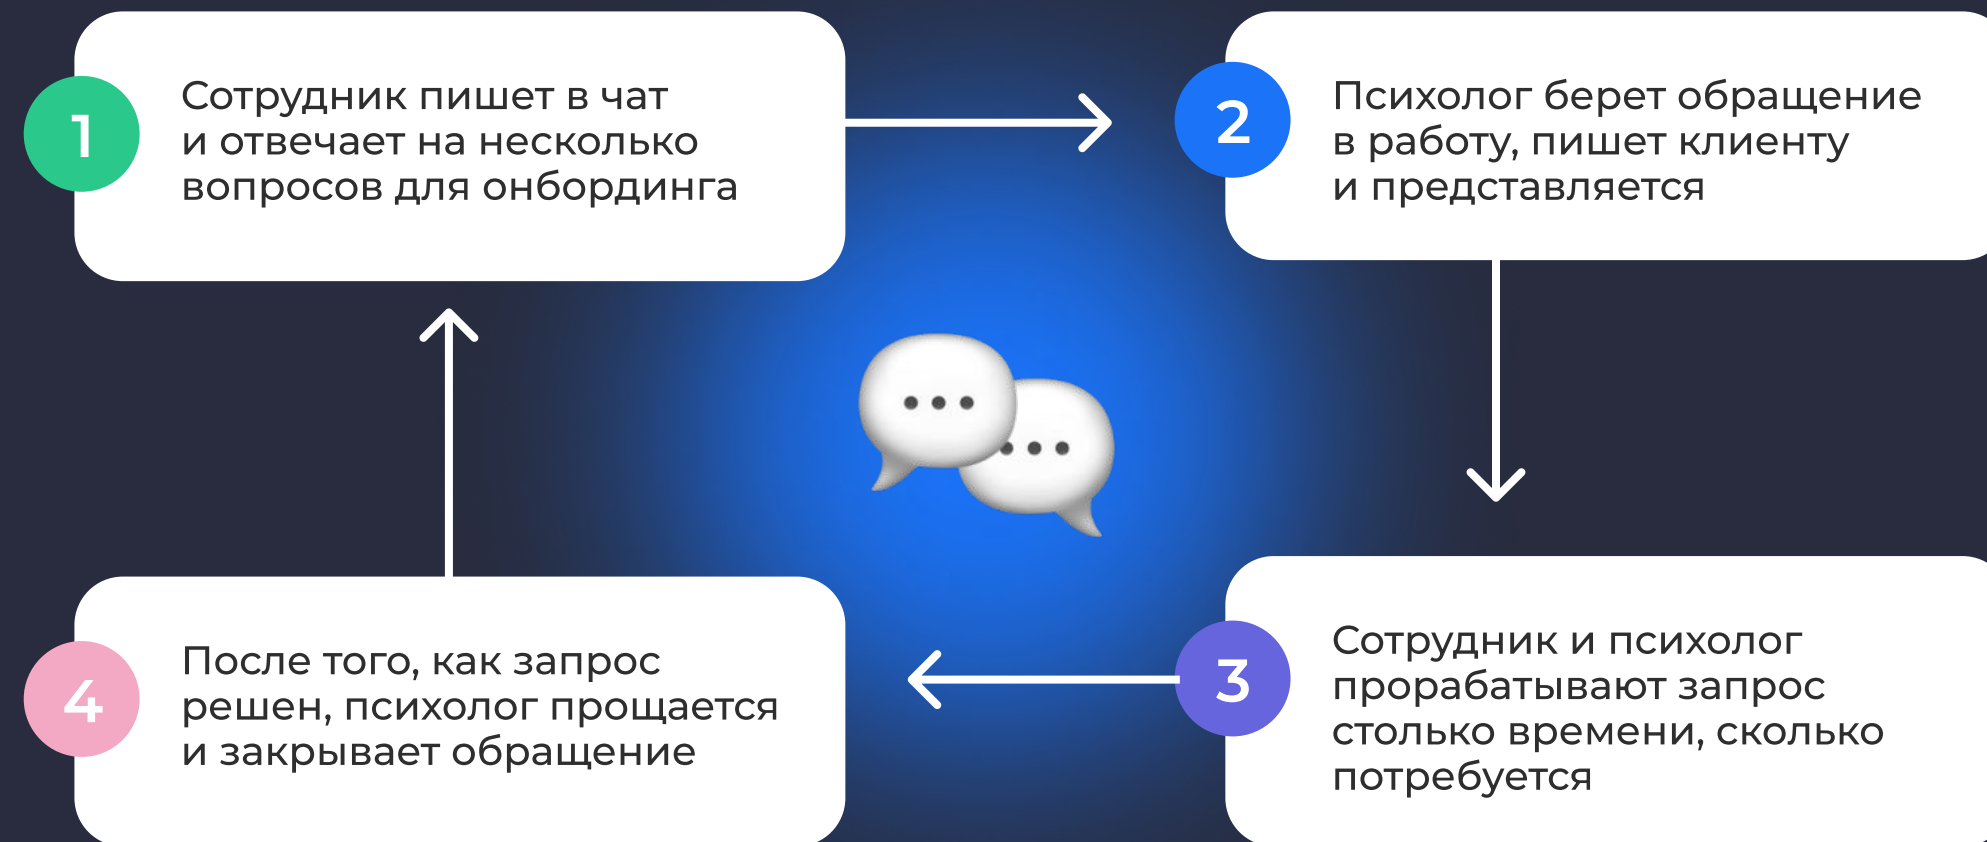 1
Сотрудник пишет в чат
и отвечает на несколько
вопросов для онбординга
2
Психолог берет обращение
в работу, пишет клиенту
и представляется
3
Сотрудник и психолог
прорабатывают запрос
столько времени, сколько
потребуется
4
После того, как запрос
решен, психолог прощается
и закрывает обращение